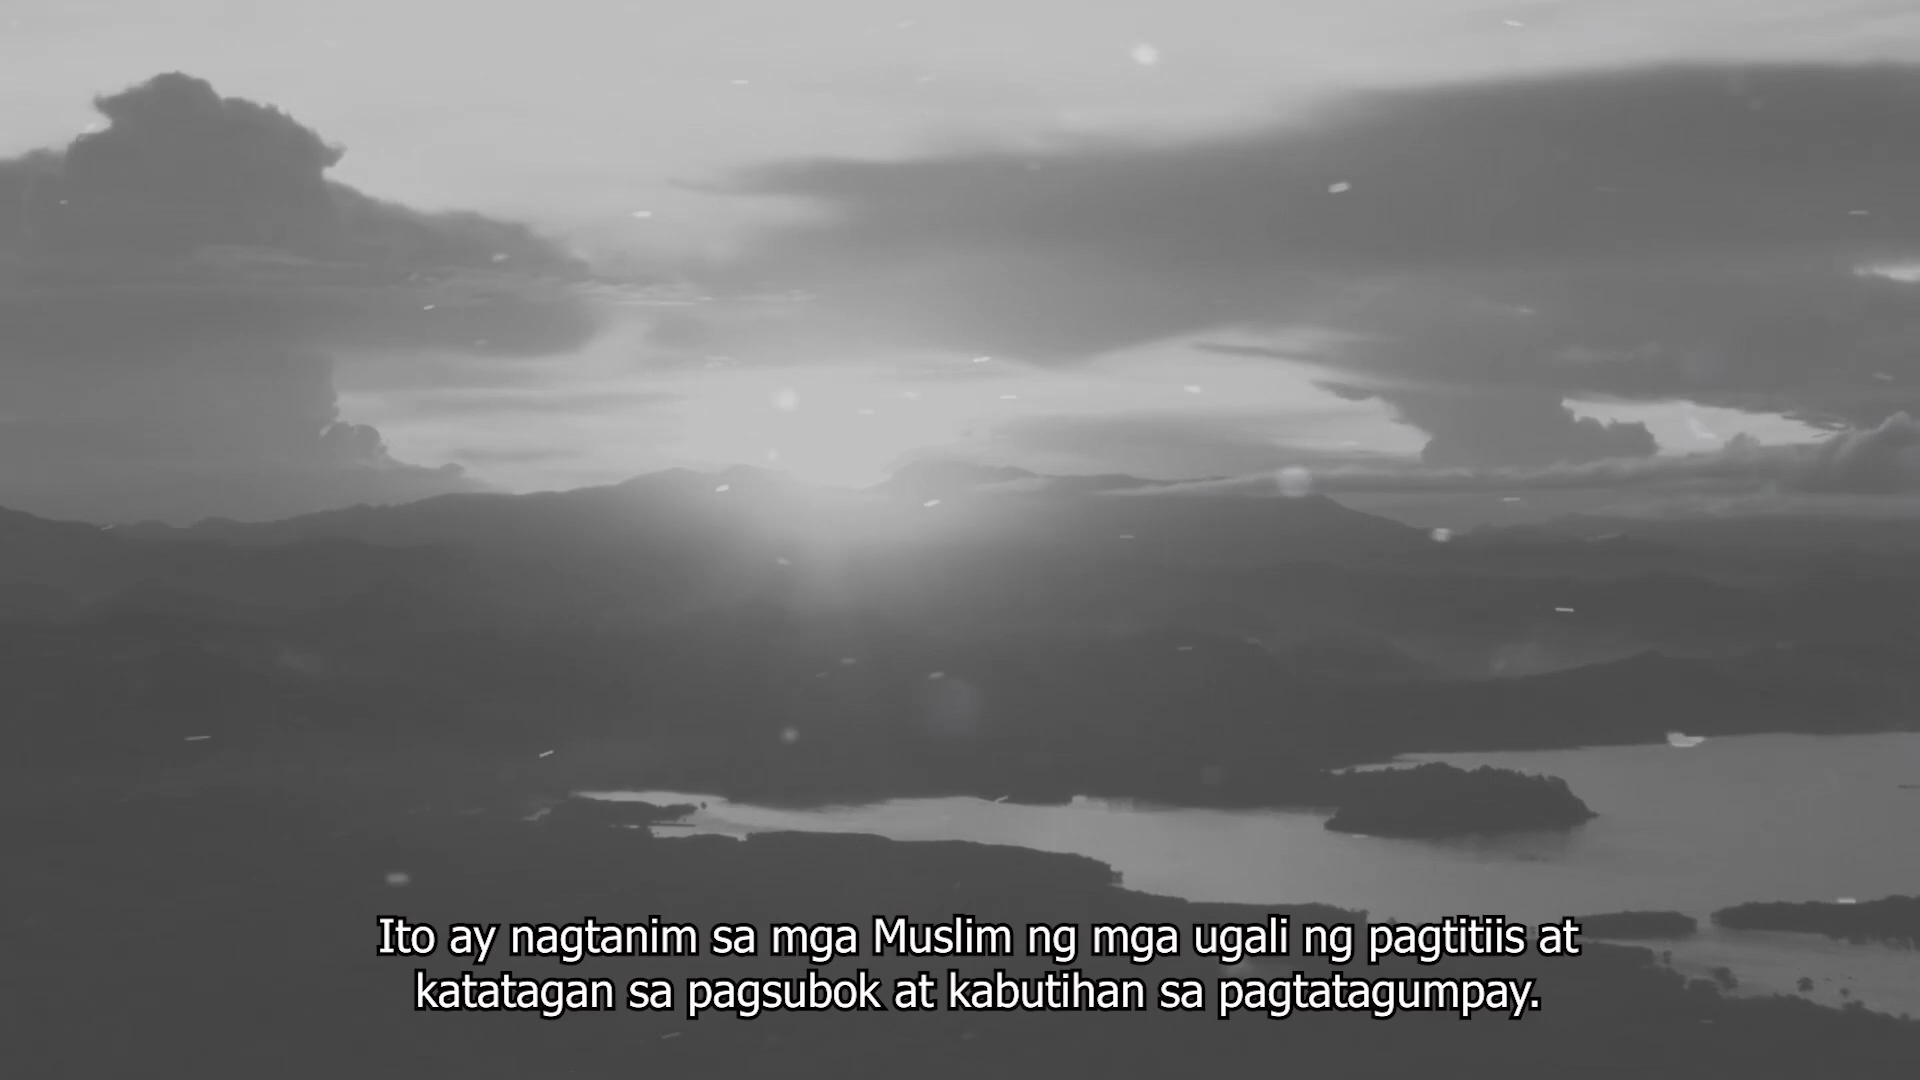 Ito ay nagtanim sa mga Muslim ng mga ugali ng pagtitiis at
katatagan sa pagsubok at kabutihan sa pagtatagumpay.